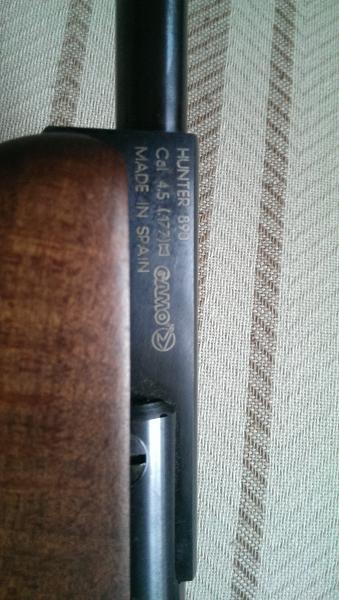 HUNTER 890
Cal 4.5 (.177) GAMO
MADE IN SPAIN